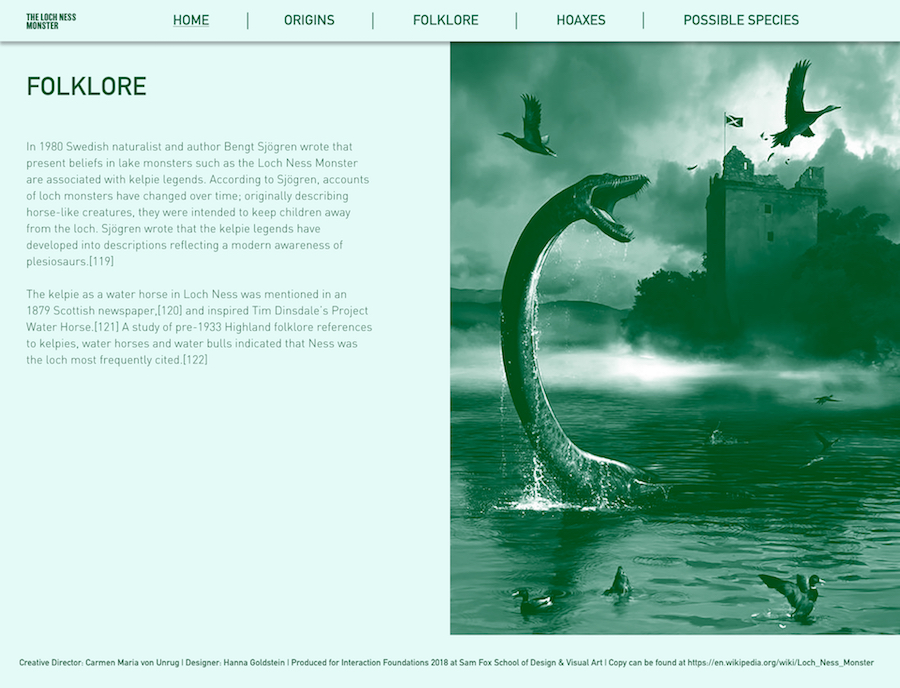 THE LOCH NESS
MONSTER
HOME | ORIGINS | FOLKLORE | HOAXES | POSSIBLE SPECIES
FOLKLORE
In 1980 Swedish naturalist and author Bengt Sjögren wrote that
present beliefs in lake monsters such as the Loch Ness Monster
are associated with kelpie legends. According to Sjögren, accounts
of loch monsters have changed over time; originally describing
horse-like creatures, they were intended to keep children away
from the loch. Sjögren wrote that the kelpie legends have
developed into descriptions reflecting a modern awareness of
plesiosaurs.[119]
The kelpie as a water horse in Loch Ness was mentioned in an
1879 Scottish newspaper,[120] and inspired Tim Dinsdale's Project
Water Horse.[121] A study of pre-1933 Highland folklore references
to kelpies, water horses and water bulls indicated that Ness was
the loch most frequently cited.[122]
Creative Director: Carmen Maria von Unrug | Designer: Hanna Goldstein | Produced for Interaction Foundations 2018 at Sam Fox School of Design & Visual Art | Copy can be found at https://en.wikipedia.org/wiki/Loch_Ness_Monster